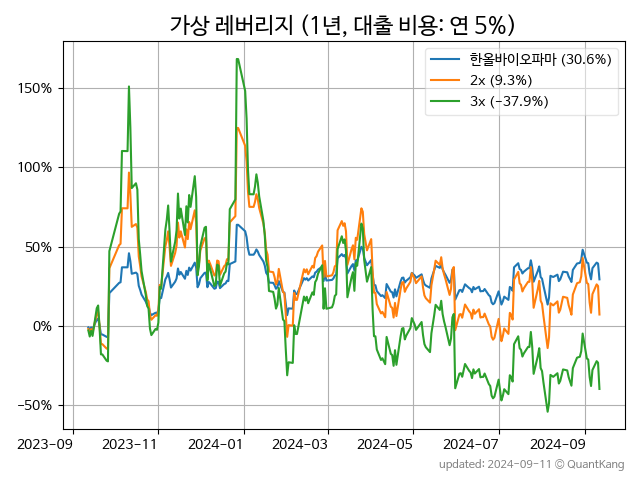 가상 레버리지 (1년, 대출 비용: 연 5%)
한올바이오파마 (30.6%)
2x (9.3%)
3x (−37.9%)
150%
100%
50%
0%
−50%
2023-09
2023-11
2024-01
2024-03
2024-05
2024-07
2024-09
updated: 2024-09-11 © QuantKang